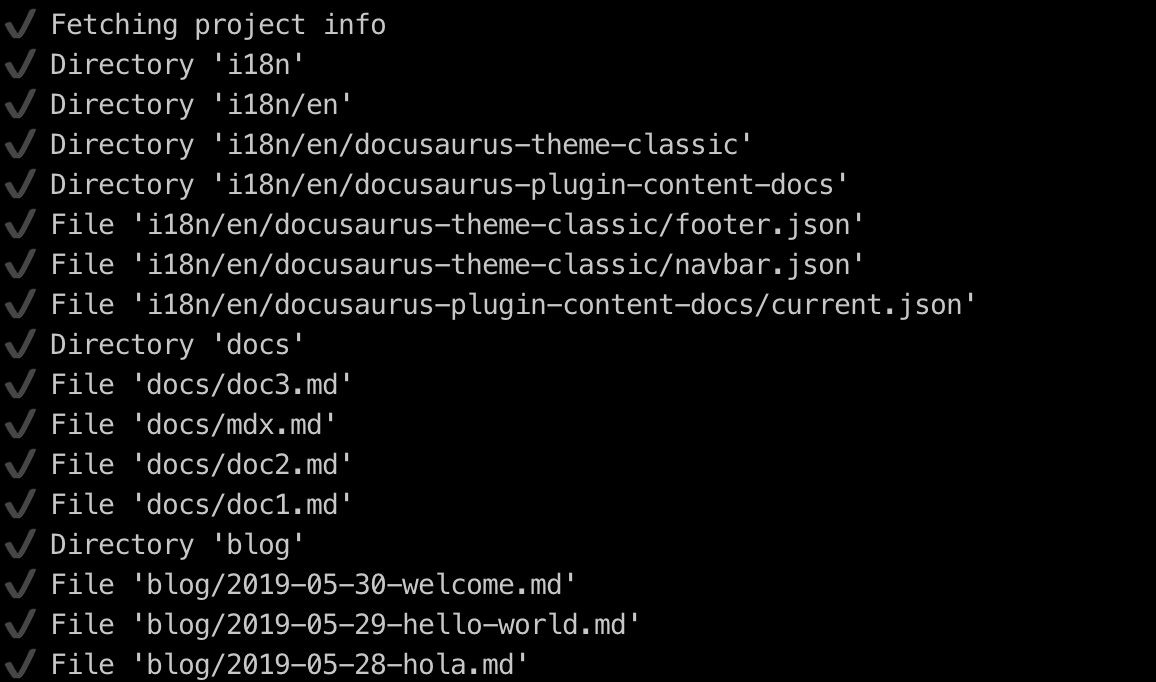 ✔ Fetching project info
✔ Directory 'i18n'
✔ Directory 'i18n/en'
✔ Directory 'i18n/en/docusaurus-theme-classic'
✔ Directory 'i18n/en/docusaurus-plugin-content-docs'
✔ File 'i18n/en/docusaurus-theme-classic/footer.json'
✔ File 'i18n/en/docusaurus-theme-classic/navbar.json'
✔ File 'i18n/en/docusaurus-plugin-content-docs/current.json'
✔ Directory 'docs'
✔ File 'docs/doc3.md'
✔ File 'docs/mdx.md'
✔ File 'docs/doc2.md'
✔ File 'docs/doc1.md'
✔ Directory 'blog'
✔ File 'blog/2019-05-30-welcome.md'
✔ File 'blog/2019-05-29-hello-world.md'
✔ File 'blog/2019-05-28-hola.md'